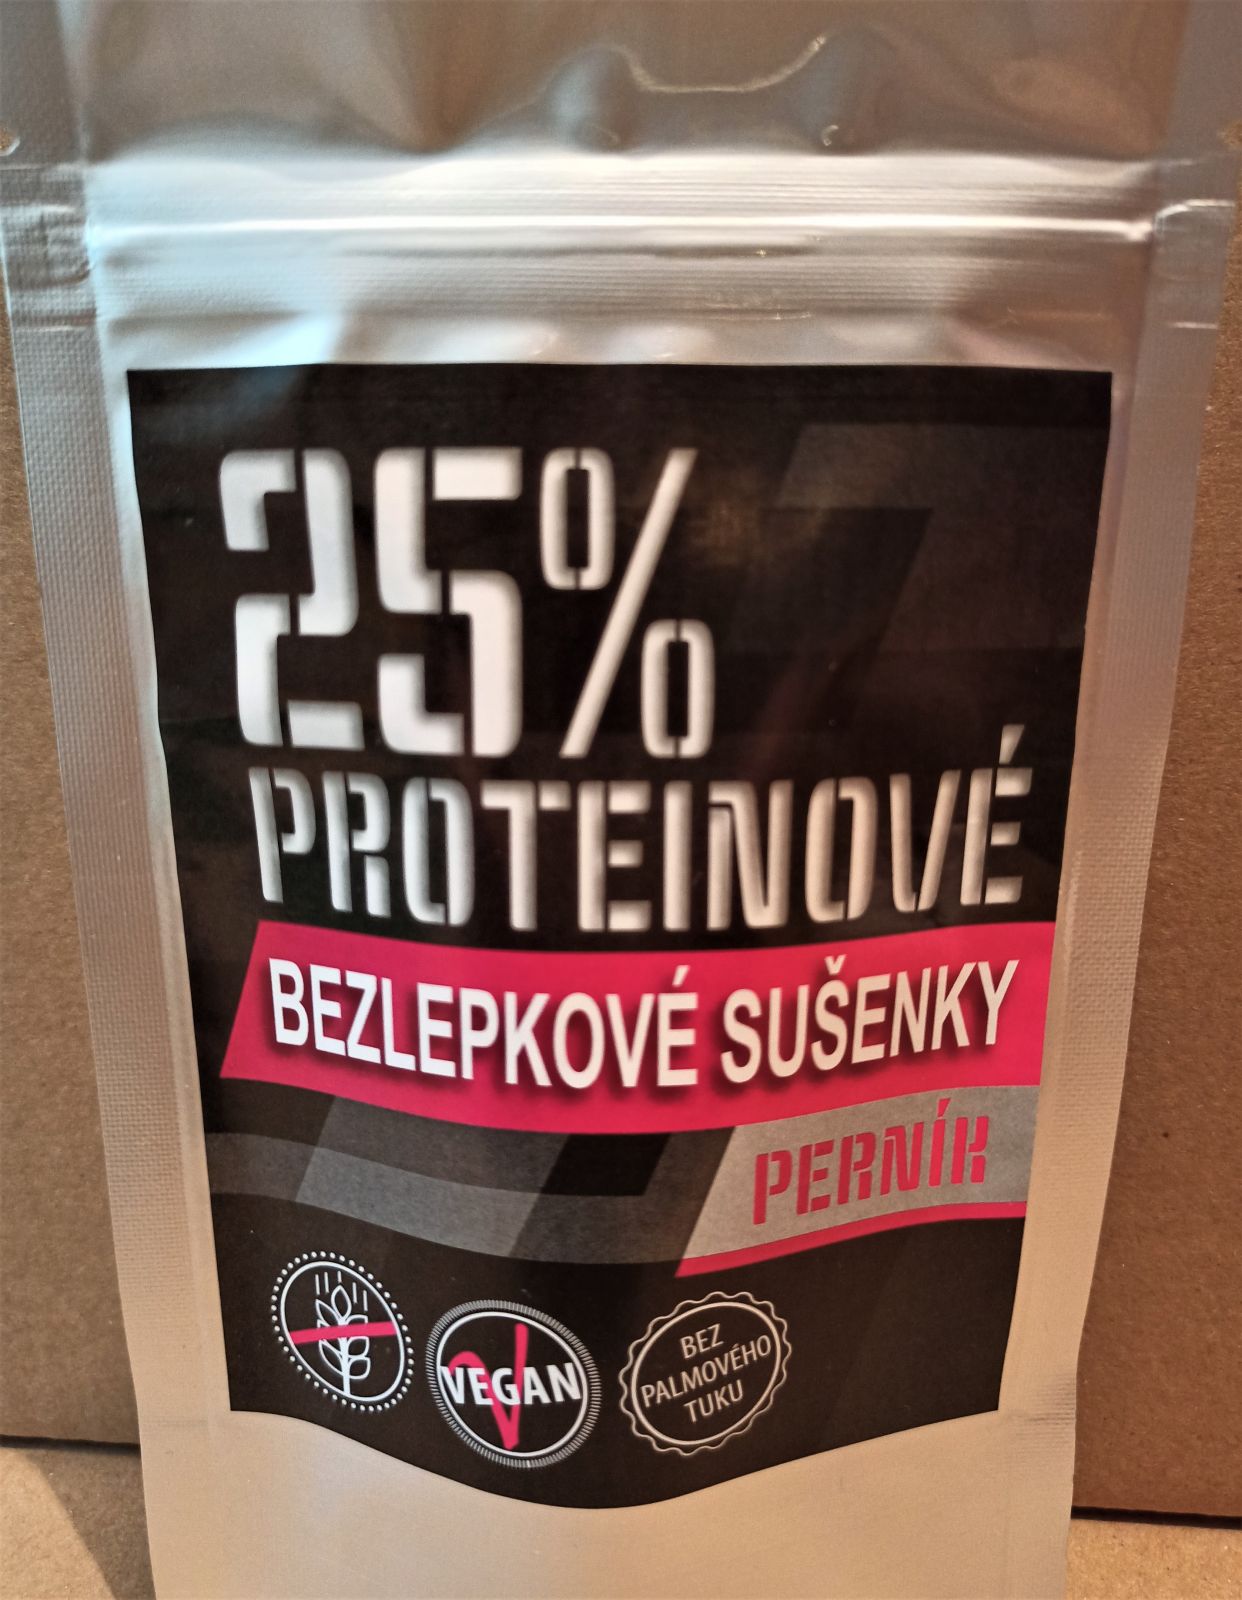 25%
PROTEINOVÉ
BEZLEPKOVÉ SUŠENKY
PERNÍK
VEGAN
BEZ
PALMOVÉHO
TUKU